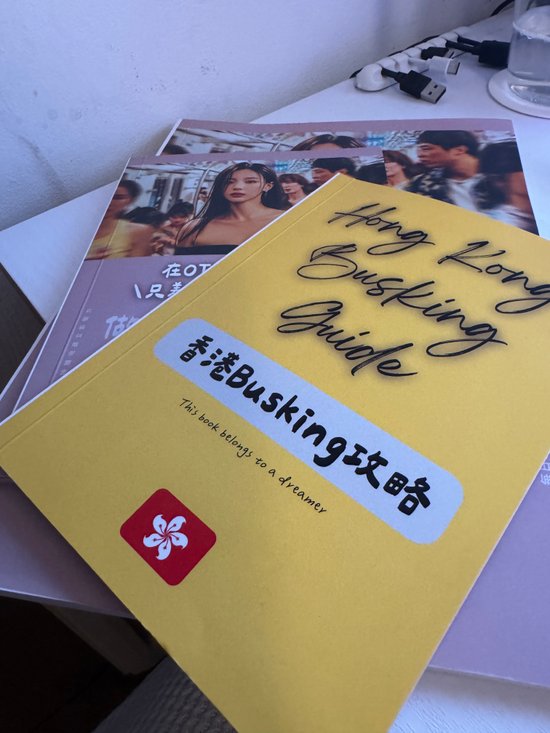 Hong Kong
Busking
Guide
香港Busking攻略
This book belongs to a dreamer
在OT
\只羡